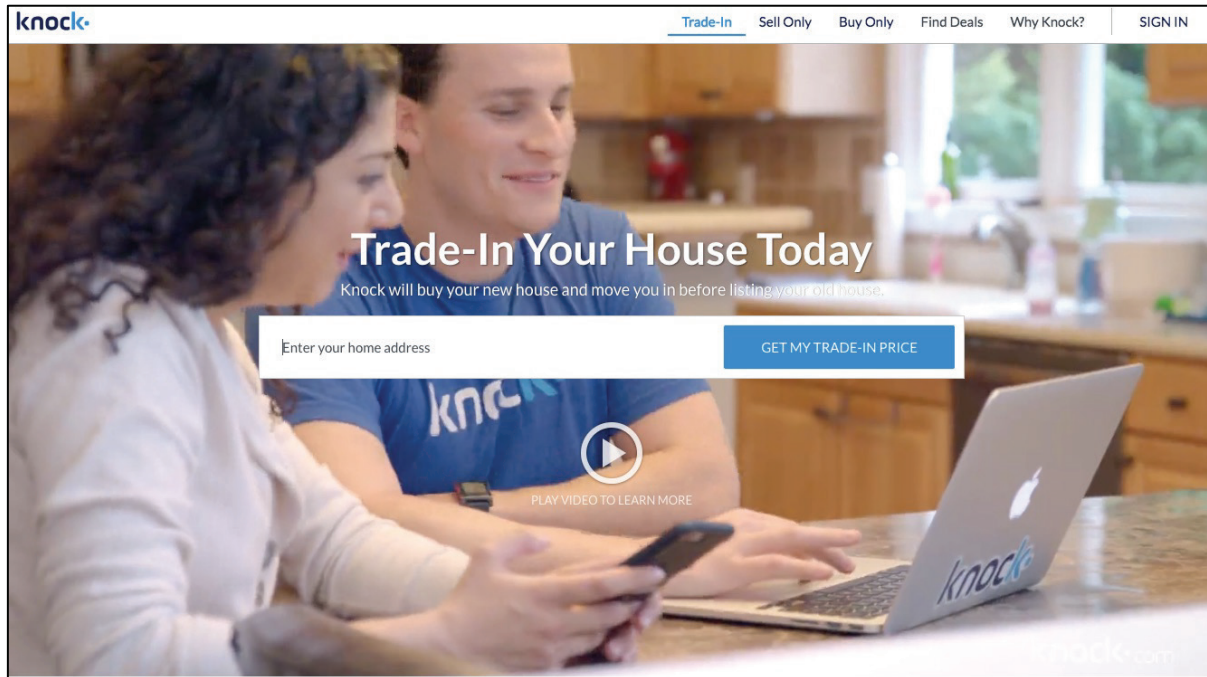 knock
Trade-In Sell Only Buy Only Find Deals Why Knock? SIGN IN
Trade-In Your House Today
Knock will buy your new house and move you in before listing your old house.
Enter your home address
GET MY TRADE-IN PRICE
knock
PLAY VIDEO TO LEARN MORE
knock
knock.com